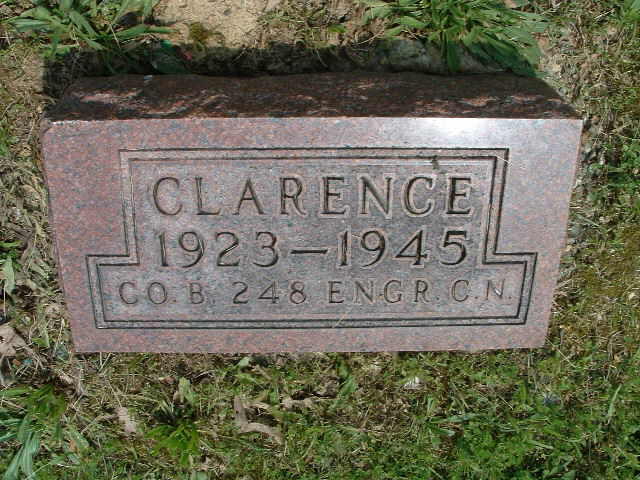 CLARENCE
1923-1945
CO. B. 248 ENGR. C.N.